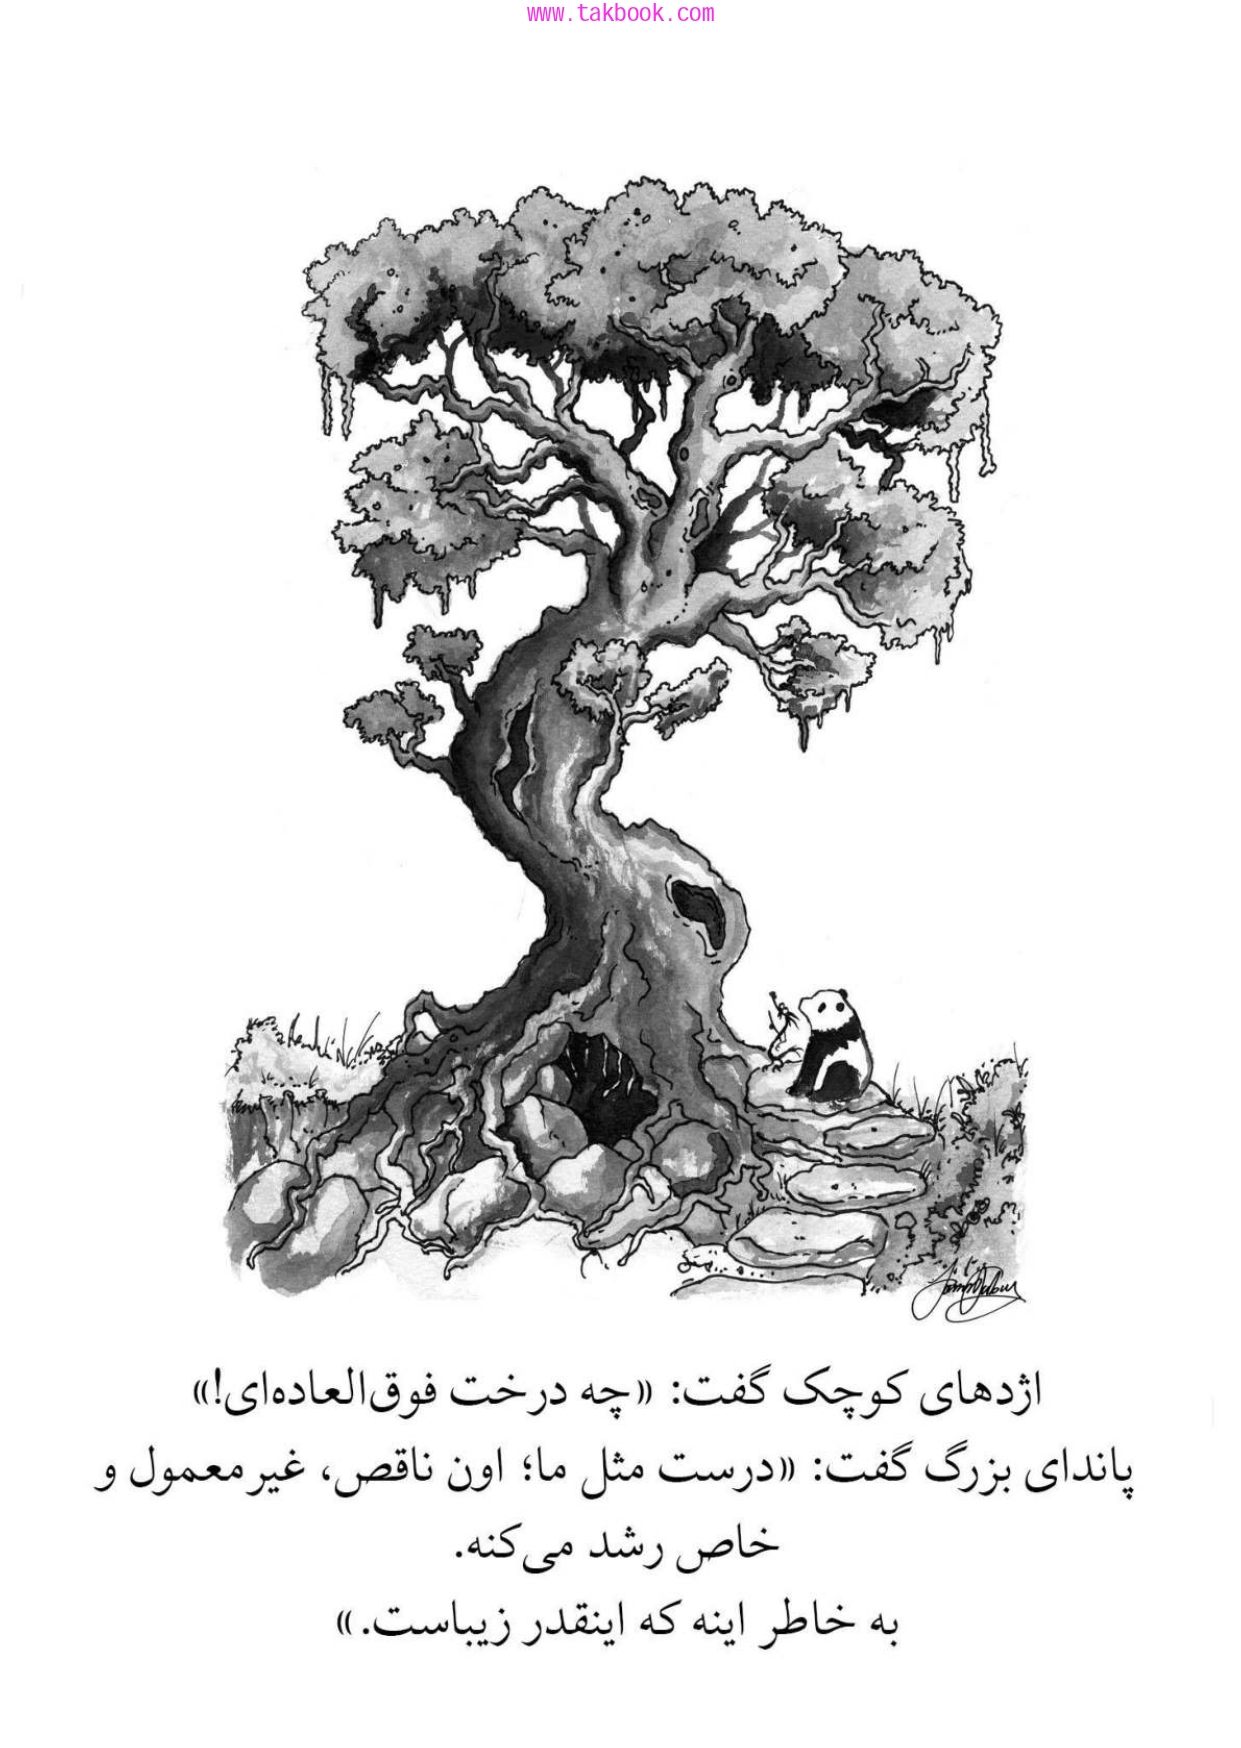 www.takbook.com
اژدهای کوچک گفت: «چه درخت فوق‌العاده‌ای!»
پاندای بزرگ گفت: «درست مثل ما؛ اون ناقص، غیرمعمول و
خاص رشد می‌کنه.
به خاطر اینه که اینقدر زیباست.»